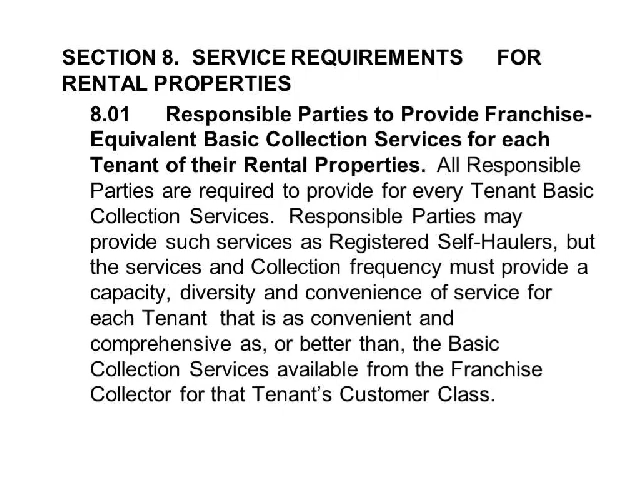 SECTION 8. SERVICE REQUIREMENTS FOR
RENTAL PROPERTIES
8.01 Responsible Parties to Provide Franchise-
Equivalent Basic Collection Services for each
Tenant of their Rental Properties. All Responsible
Parties are required to provide for every Tenant Basic
Collection Services. Responsible Parties may
provide such services as Registered Self-Haulers, but
the services and Collection frequency must provide a
capacity, diversity and convenience of service for
each Tenant that is as convenient and
comprehensive as, or better than, the Basic
Collection Services available from the Franchise
Collector for that Tenant’s Customer Class.